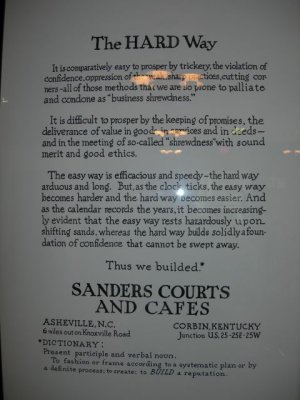 The HARD Way
It is comparatively easy to prosper by trickery, the violation
confidence, oppression of the weak, sharp practices, cutting cor
ners-all of those methods that we are so prone to palliate
and condone as "business shrewdness."
It is difficult to prosper by the keeping of promises, the
deliverance of value in goods, in services and in deeds—
and in the meeting of so-called "shrewdness" with sound
merit and good ethics.
The easy way is efficacious and speedy-the hard way
arduous and long. But, as the clock ticks, the easy way
becomes harder and the hard way becomes easier. And
as the calendar records the years, it becomes increasing-
ly evident that the easy way rests hazardously upon
shifting sands, whereas the hard way builds solidly a foun-
dation of confidence that cannot be swept away.
Thus we builded.*
SANDERS COURTS
AND CAFES
ASHEVILLE, N.C. CORBIN, KENTUCKY
6 miles out on Knoxville Road Junction U.S. 25-25E-25W
*DICTIONARY:
Present participle and verbal noun.
To fashion or frame according to a systematic plan or by
a definite process; to create; to BUILD a reputation.